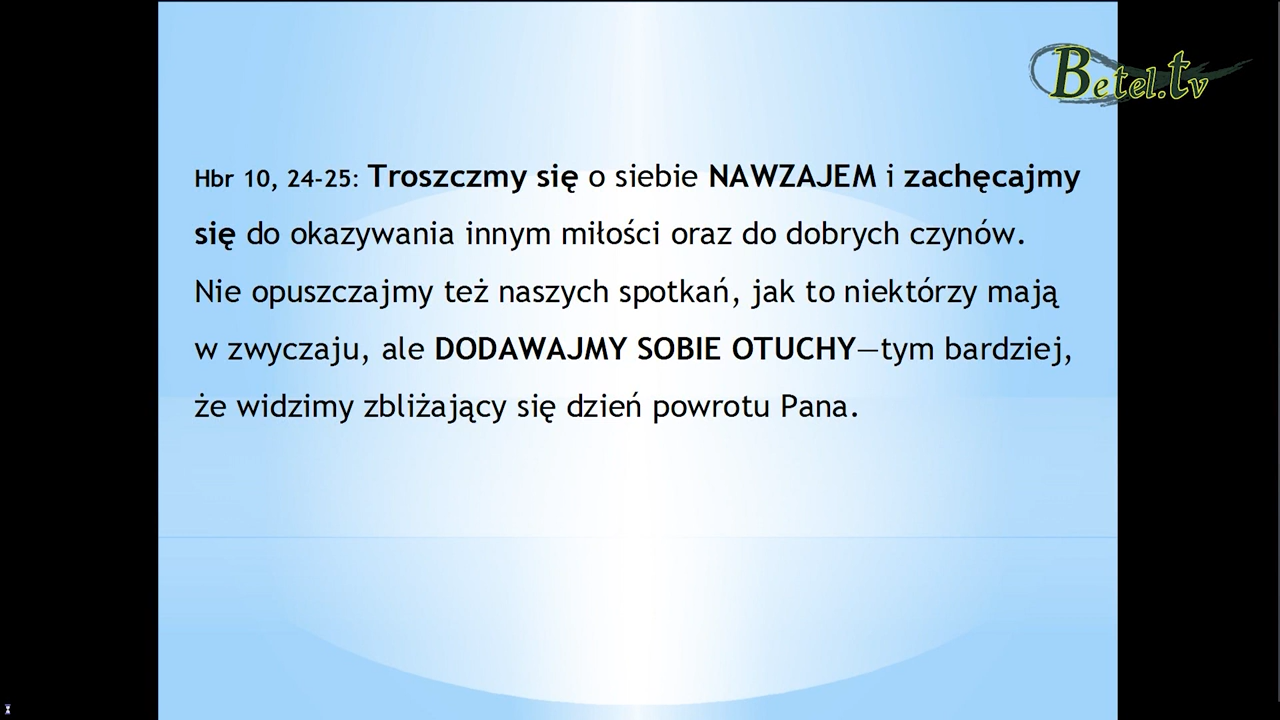 Betel.tv
Hbr 10, 24-25: Troszczmy się o siebie NAWZAJEM i zachęcajmy
się do okazywania innym miłości oraz do dobrych czynów.
Nie opuszczajmy też naszych spotkań, jak to niektórzy mają
w zwyczaju, ale DODAWAJMY SOBIE OTUCHY—tym bardziej,
że widzimy zbliżający się dzień powrotu Pana.